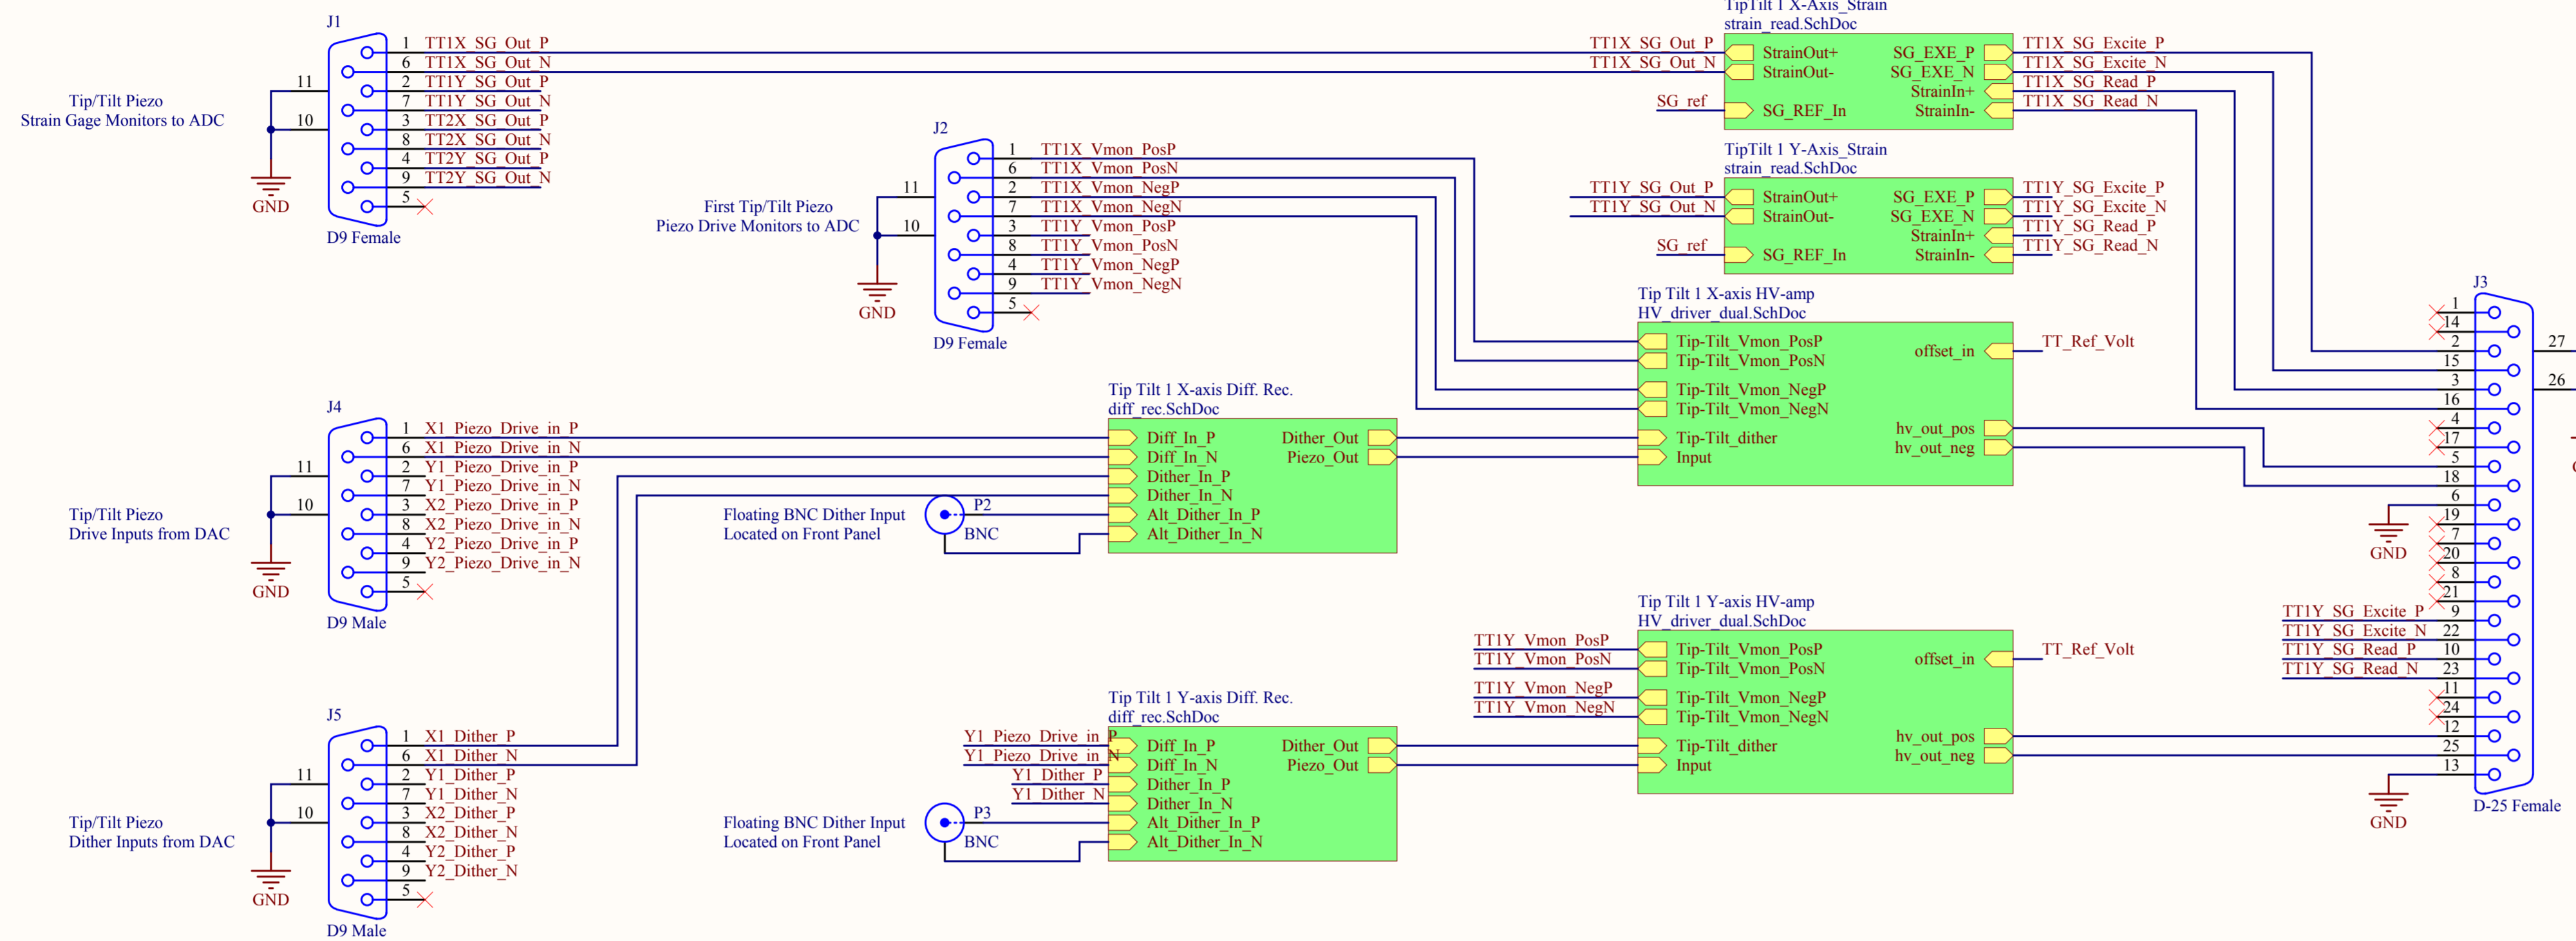 J1
1 TT1X_SG_Out_P
6 TT1X_SG_Out_N
2 TT1Y_SG_Out_P
7 TT1Y_SG_Out_N
3 TT2X_SG_Out_P
8 TT2X_SG_Out_N
4 TT2Y_SG_Out_P
9 TT2Y_SG_Out_N
5
11
10
Tip/Tilt Piezo
Strain Gage Monitors to ADC
GND
D9 Female
J2
1 TT1X_Vmon_PosP
6 TT1X_Vmon_PosN
2 TT1X_Vmon_NegP
7 TT1X_Vmon_NegN
3 TT1Y_Vmon_PosP
8 TT1Y_Vmon_PosN
4 TT1Y_Vmon_NegP
9 TT1Y_Vmon_NegN
5
11
10
First Tip/Tilt Piezo
Piezo Drive Monitors to ADC
GND
D9 Female
TipTilt 1 X-Axis_Strain
strain_read.SchDoc
TT1X_SG_Out_P StrainOut+ SG_EXE_P TT1X_SG_Excite_P
TT1X_SG_Out_N StrainOut- SG_EXE_N TT1X_SG_Excite_N
StrainIn+ TT1X_SG_Read_P
SG_ref SG_REF_In StrainIn- TT1X_SG_Read_N
TipTilt 1 Y-Axis_Strain
strain_read.SchDoc
TT1Y_SG_Out_P StrainOut+ SG_EXE_P TT1Y_SG_Excite_P
TT1Y_SG_Out_N StrainOut- SG_EXE_N TT1Y_SG_Excite_N
StrainIn+ TT1Y_SG_Read_P
SG_ref SG_REF_In StrainIn- TT1Y_SG_Read_N
Tip Tilt 1 X-axis HV-amp
HV_driver_dual.SchDoc
Tip-Tilt_Vmon_PosP
offset_in TT_Ref_Volt
Tip-Tilt_Vmon_PosN
Tip-Tilt_Vmon_NegP
Tip-Tilt_Vmon_NegN
hv_out_pos
Tip-Tilt_dither
hv_out_neg
Input
J4
1 X1_Piezo_Drive_in_P
6 X1_Piezo_Drive_in_N
2 Y1_Piezo_Drive_in_P
7 Y1_Piezo_Drive_in_N
3 X2_Piezo_Drive_in_P
8 X2_Piezo_Drive_in_N
4 Y2_Piezo_Drive_in_P
9 Y2_Piezo_Drive_in_N
5
11
10
Tip/Tilt Piezo
Drive Inputs from DAC
GND
D9 Male
Tip Tilt 1 X-axis Diff. Rec.
diff_rec.SchDoc
Diff_In_P Dither_Out
Diff_In_N Piezo_Out
Dither_In_P
Dither_In_N
Alt_Dither_In_P
Alt_Dither_In_N
Floating BNC Dither Input
Located on Front Panel
P2
BNC
J5
1 X1_Dither_P
6 X1_Dither_N
2 Y1_Dither_P
7 Y1_Dither_N
3 X2_Dither_P
8 X2_Dither_N
4 Y2_Dither_P
9 Y2_Dither_N
5
11
10
Tip/Tilt Piezo
Dither Inputs from DAC
GND
D9 Male
Tip Tilt 1 Y-axis Diff. Rec.
diff_rec.SchDoc
Y1_Piezo_Drive_in_P Diff_In_P Dither_Out
Y1_Piezo_Drive_in_N Diff_In_N Piezo_Out
Y1_Dither_P Dither_In_P
Y1_Dither_N Dither_In_N
Alt_Dither_In_P
Alt_Dither_In_N
Floating BNC Dither Input
Located on Front Panel
P3
BNC
Tip Tilt 1 Y-axis HV-amp
HV_driver_dual.SchDoc
TT1Y_Vmon_PosP Tip-Tilt_Vmon_PosP
offset_in TT_Ref_Volt
TT1Y_Vmon_PosN Tip-Tilt_Vmon_PosN
TT1Y_Vmon_NegP Tip-Tilt_Vmon_NegP
TT1Y_Vmon_NegN Tip-Tilt_Vmon_NegN
hv_out_pos
Tip-Tilt_dither
hv_out_neg
Input
J3
1
14
2
15
3
16
4
17
5
18
6
19
7
20
8
21
TT1Y_SG_Excite_P 9
TT1Y_SG_Excite_N 22
TT1Y_SG_Read_P 10
TT1Y_SG_Read_N 23
11
24
12
25
13
27
26
GND
GND
D-25 Female